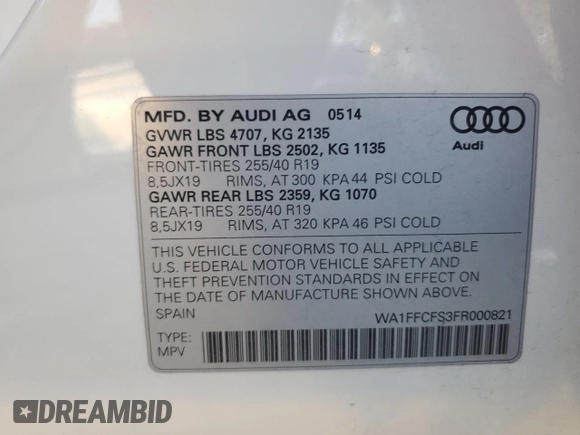 MFD. BY AUDI AG 0514
GVWR LBS 4707, KG 2135
GAWR FRONT LBS 2502, KG 1135
FRONT-TIRES 255/40 R19
8,5JX19 RIMS, AT 300 KPA 44 PSI COLD
GAWR REAR LBS 2359, KG 1070
REAR-TIRES 255/40 R19
8,5JX19 RIMS, AT 320 KPA 46 PSI COLD
Audi
THIS VEHICLE CONFORMS TO ALL APPLICABLE
U.S. FEDERAL MOTOR VEHICLE SAFETY AND
THEFT PREVENTION STANDARDS IN EFFECT ON
THE DATE OF MANUFACTURE SHOWN ABOVE.
SPAIN
WA1FFCFS3FR000821
TYPE:
MPV
DREAMBID